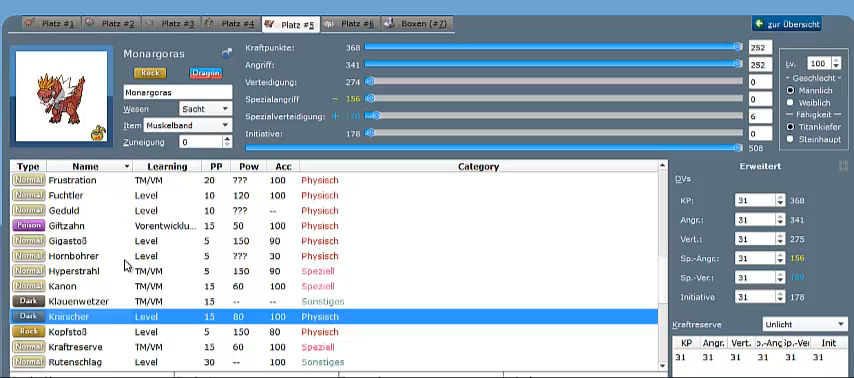 Platz #1 Platz #2 Platz #3 Platz #4 Platz #5 Platz #6 Boxen (#7) zur Übersicht
Monargoras
Rock Dragon
Monargoras
Wesen Sacht
Item Muskelband
Zuneigung 0
Kraftpunkte: 368 252
Angriff: 341 252
Verteidigung: 274 0
Spezialangriff - 156 0
Spezialverteidigung: + 170 6
Initiative: 178 0
508
Lv. 100
Geschlecht
Männlich
Weiblich
Fähigkeit
Titankiefer
Steinhaupt
Type Name Learning PP Pow Acc Category
Normal Frustration TM/VM 20 ??? 100 Physisch
Normal Fuchtler Level 10 120 100 Physisch
Normal Geduld Level 10 ??? -- Physisch
Poison Giftzahn Vorentwicklu... 15 50 100 Physisch
Normal Gigastoß Level 5 150 90 Physisch
Normal Hornbohrer Level 5 ??? 30 Physisch
Normal Hyperstrahl TM/VM 5 150 90 Speziell
Normal Kanon TM/VM 15 60 100 Speziell
Dark Klauenwetzer TM/VM 15 -- -- Sonstiges
Dark Knirscher Level 15 80 100 Physisch
Rock Kopfstoß Level 5 150 80 Physisch
Normal Kraftreserve TM/VM 15 60 100 Speziell
Normal Rutenschlag Level 30 -- 100 Sonstiges
Erweitert
DVs
KP: 31 368
Angr.: 31 341
Vert.: 31 275
Sp.-Angr.: 31 156
Sp.-Ver.: 31 169
Initiative 31 178
Kraftreserve Unlicht
KP Angr. Vert. p.-Ang p.-Ve Init
31 31 31 31 31 31